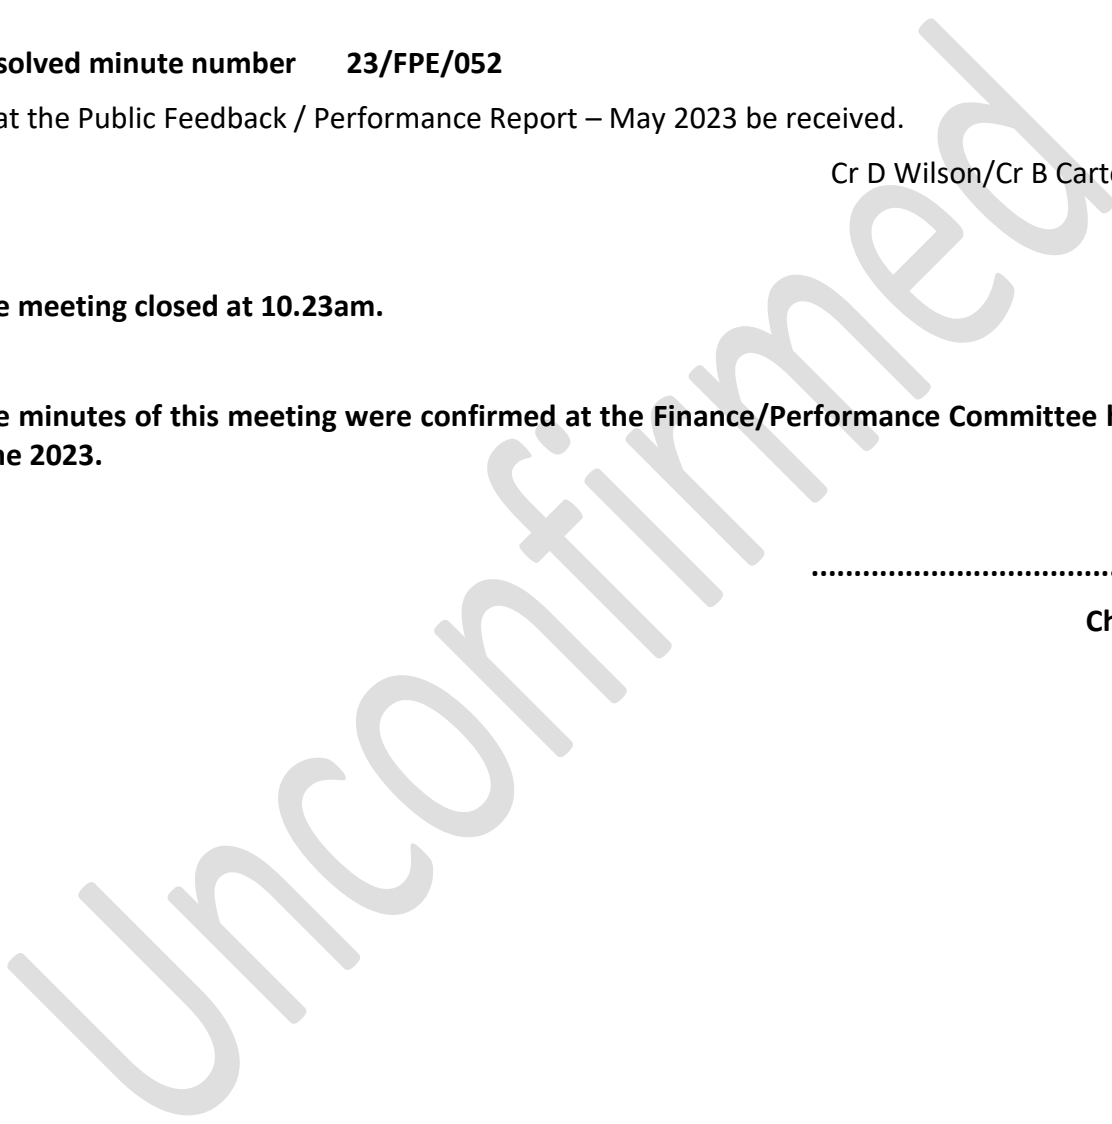 solved minute number 23/FPE/052
at the Public Feedback / Performance Report – May 2023 be received.
Cr D Wilson/Cr B Carte
e meeting closed at 10.23am.
e minutes of this meeting were confirmed at the Finance/Performance Committee h
ne 2023.
.....................................
Ch
Unconfirmed